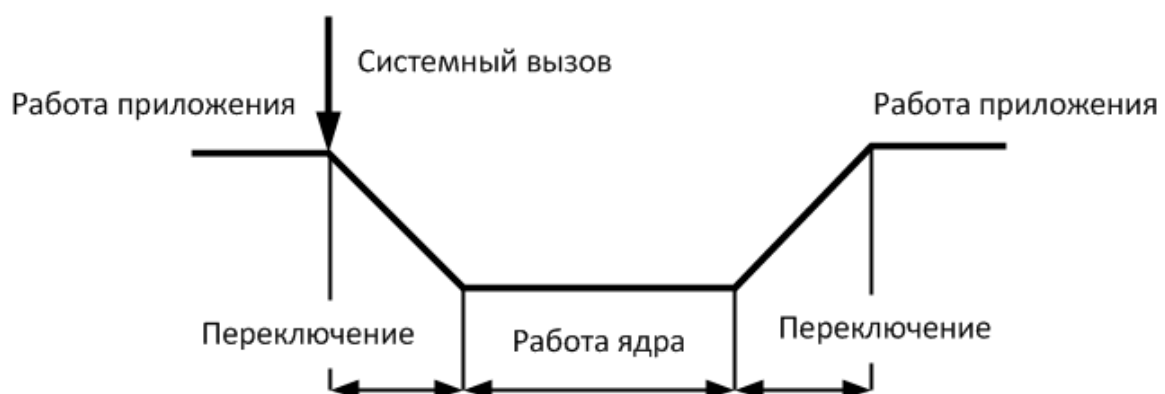 Системный вызов
Работа приложения
Работа приложения
Переключение
Работа ядра
Переключение